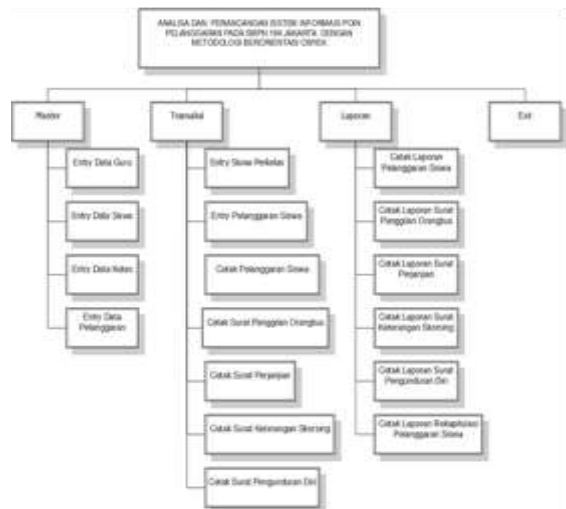 ANALISA DAN PERANCANGAN SISTEM INFORMASI POIN
PELANGGARAN PADA SMPN JAKARTA DENGAN
METODOLOGI BERORIENTASI OBYEK
Master
Transaksi
Laporan
Exit
Entry Data Guru
Entry Data Siswa
Entry Data Kelas
Entry Data
Pelanggaran
Entry Siswa Perkelas
Entry Pelanggaran Siswa
Cetak Pelanggaran Siswa
Cetak Surat Panggilan Orangtua
Cetak Surat Perjanjian
Cetak Surat Keterangan Skorsing
Cetak Surat Pengunduran Diri
Cetak Laporan
Pelanggaran Siswa
Cetak Laporan Surat
Panggilan Orangtua
Cetak Laporan Surat
Perjanjian
Cetak Laporan Surat
Keterangan Skorsing
Cetak Laporan Surat
Pengunduran Diri
Cetak Laporan Rekapitulasi
Pelanggaran Siswa